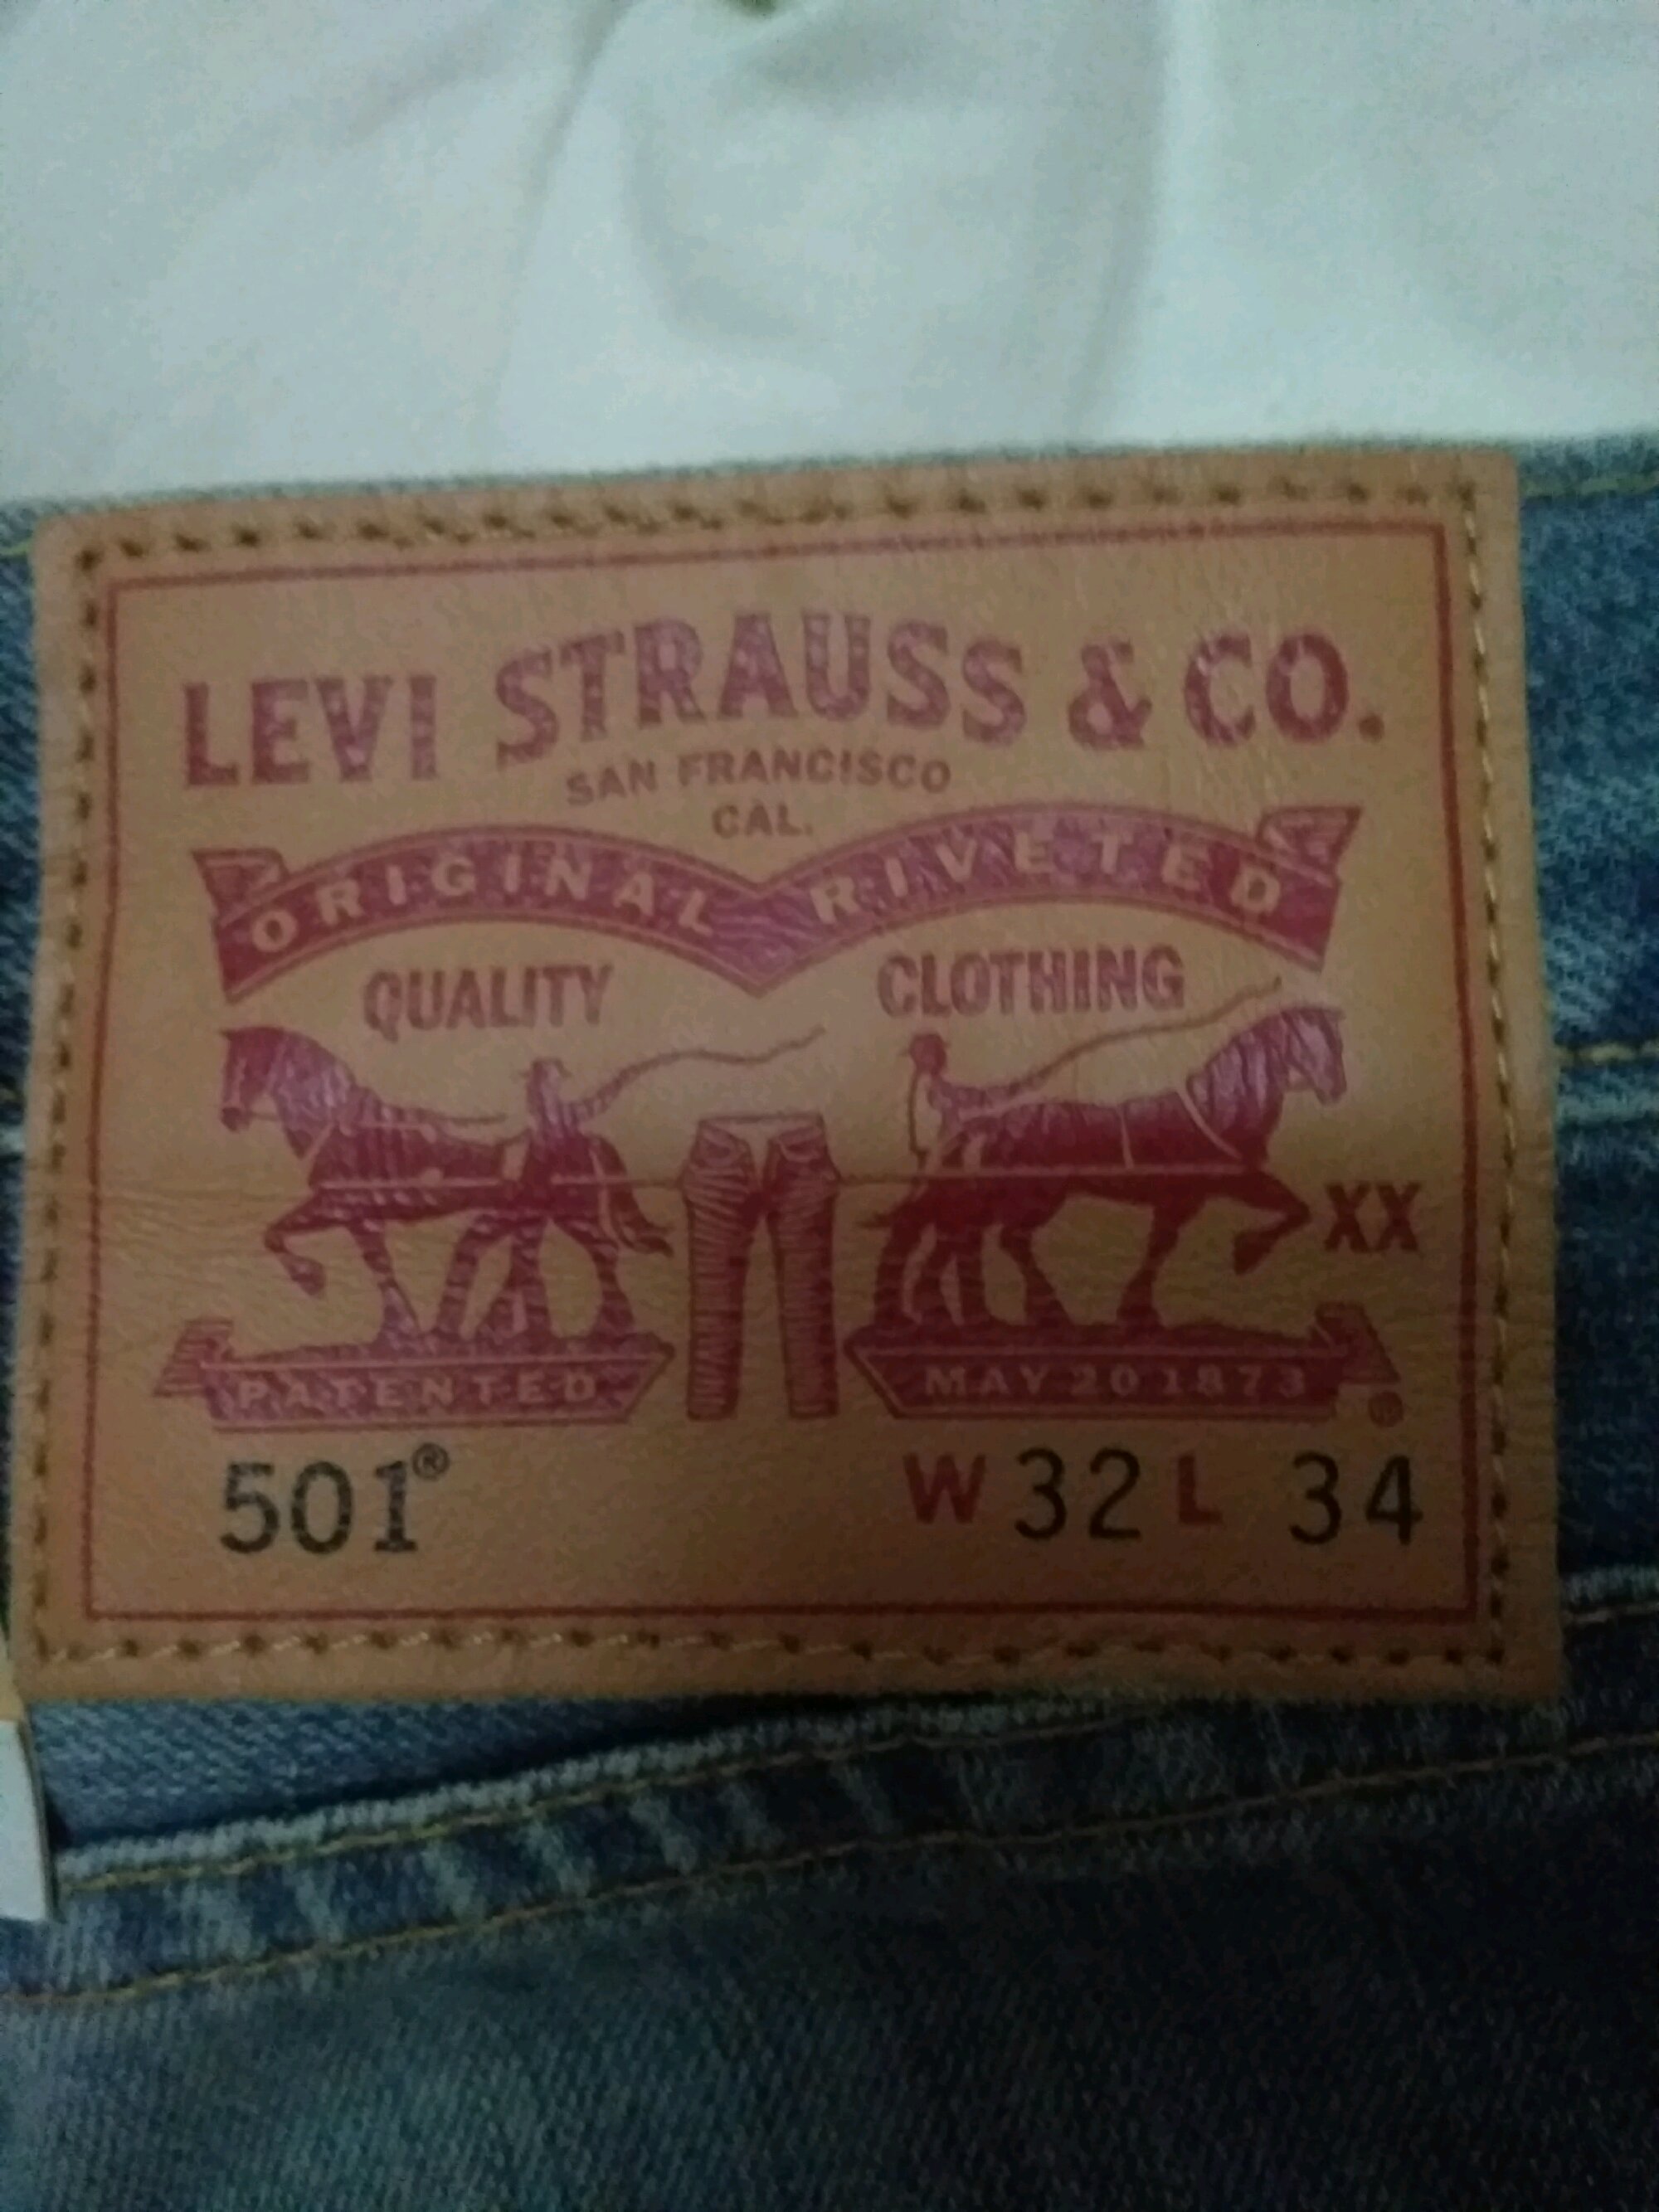 LEVI STRAUSS & CO.
SAN FRANCISCO
CAL.
ORIGINAL RIVETED
QUALITY CLOTHING
XX
PATENTED MAY 20 1873 ®
501® W 32 L 34